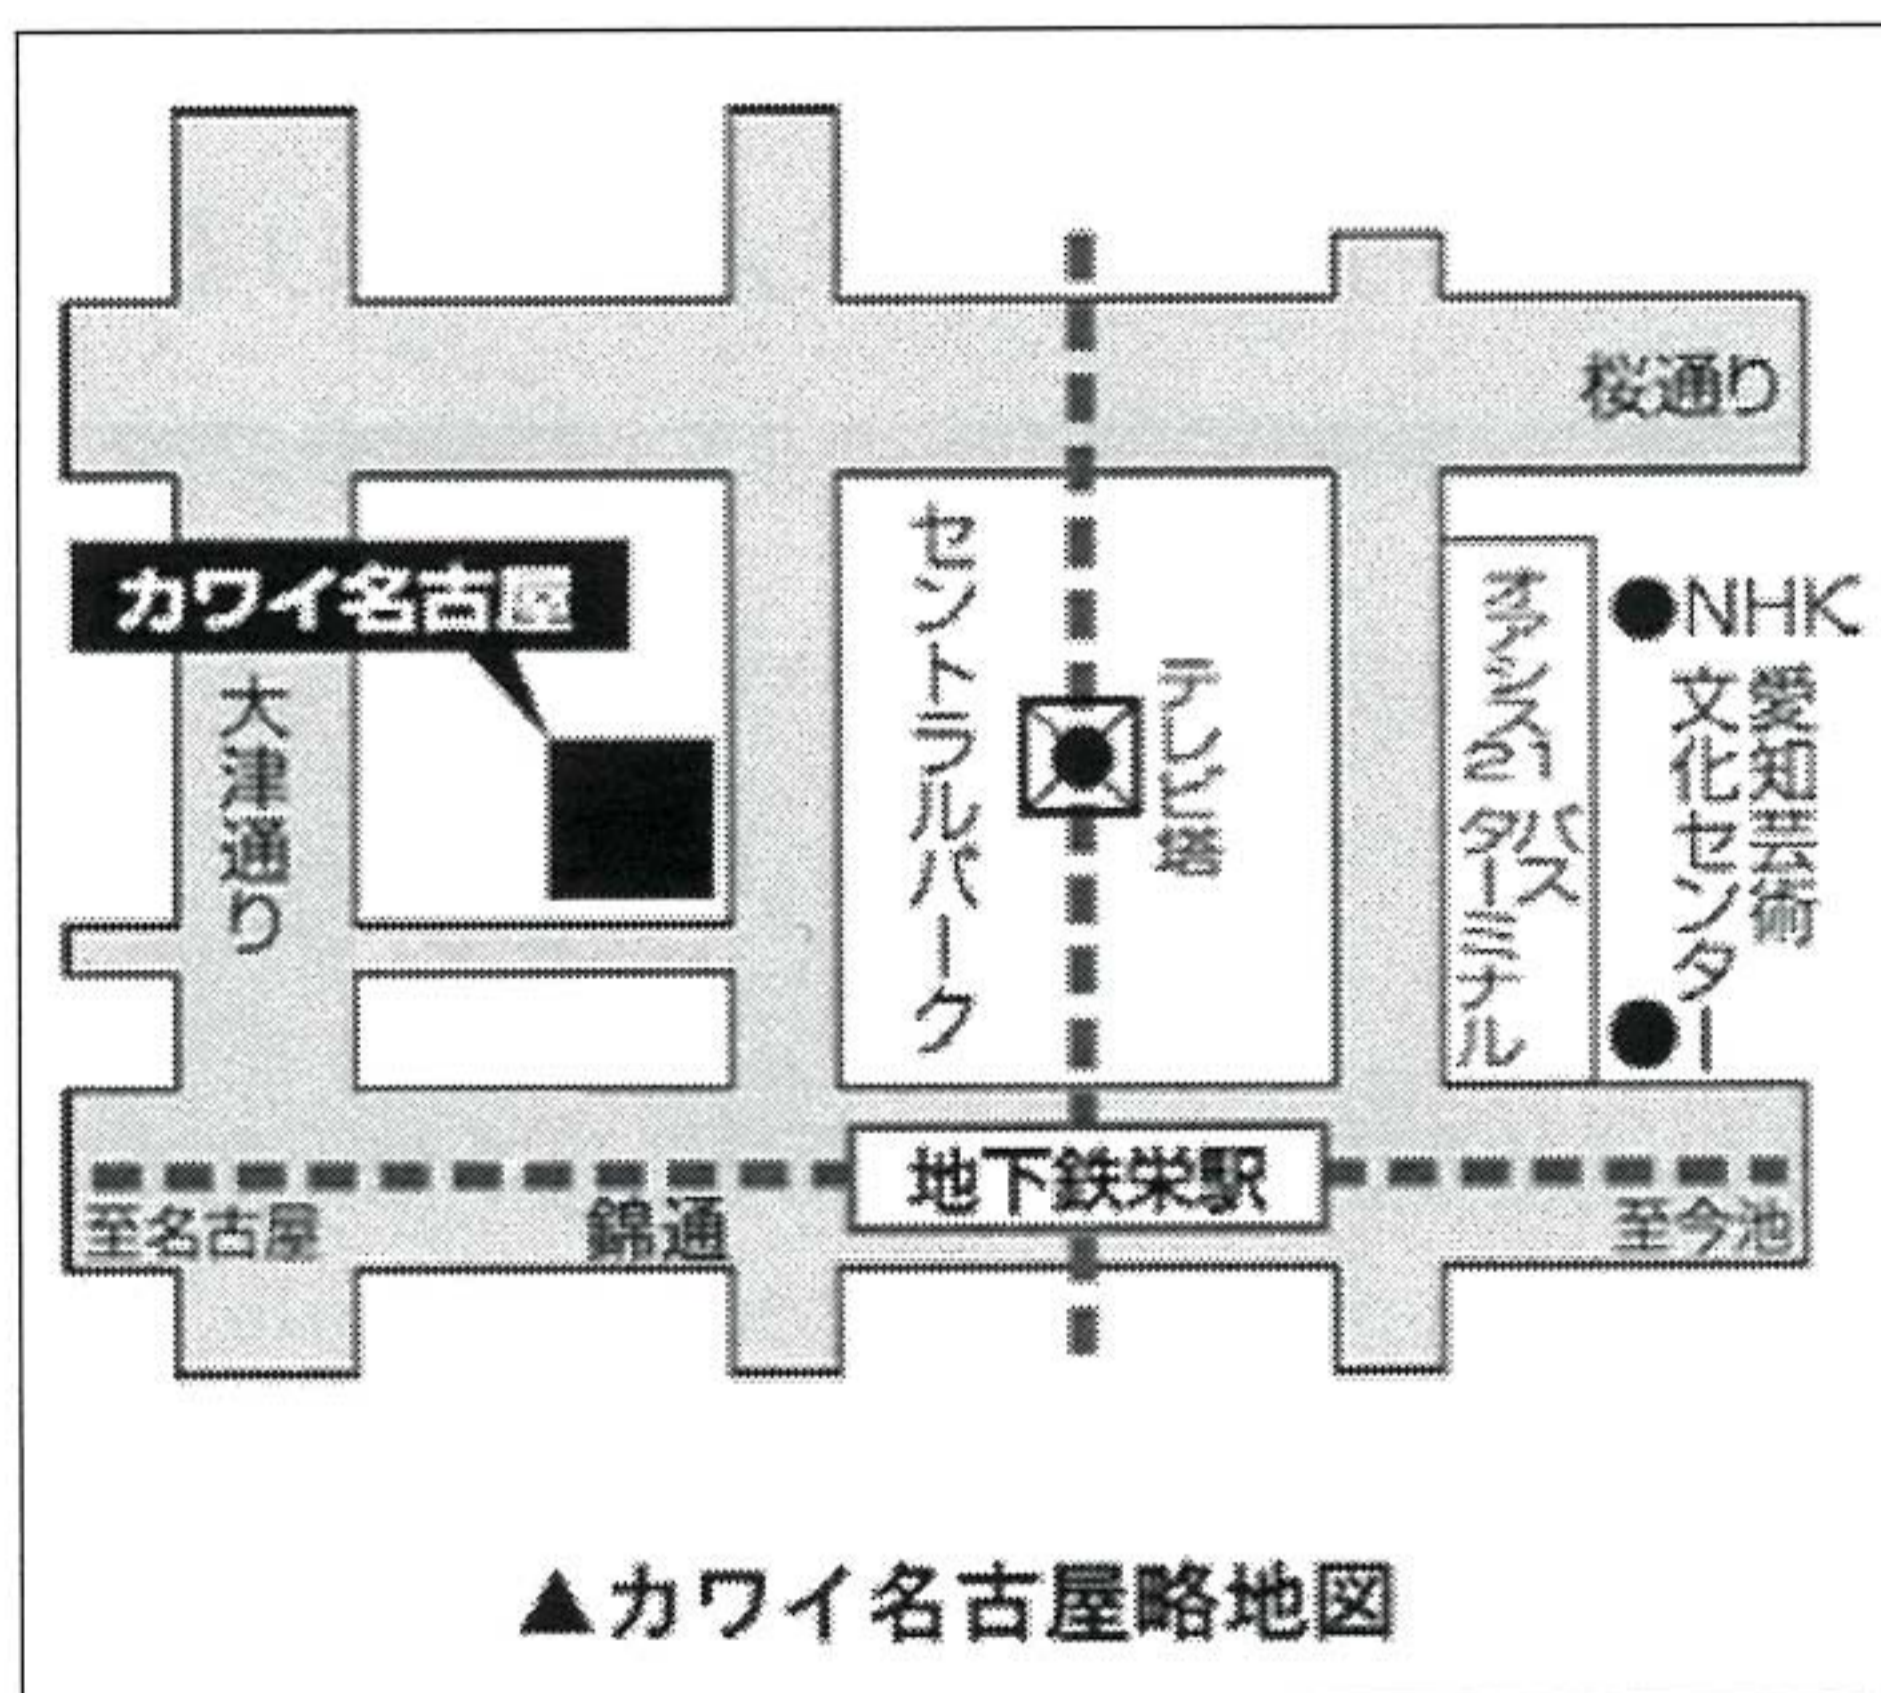 桜通り
カワイ名古屋
大津通り
セントラルパーク
テレビ塔
オアシス21
バス
ターミナル
NHK
愛知芸術
文化センター
地下鉄栄駅
至名古屋
錦通
至今池
▲カワイ名古屋略地図